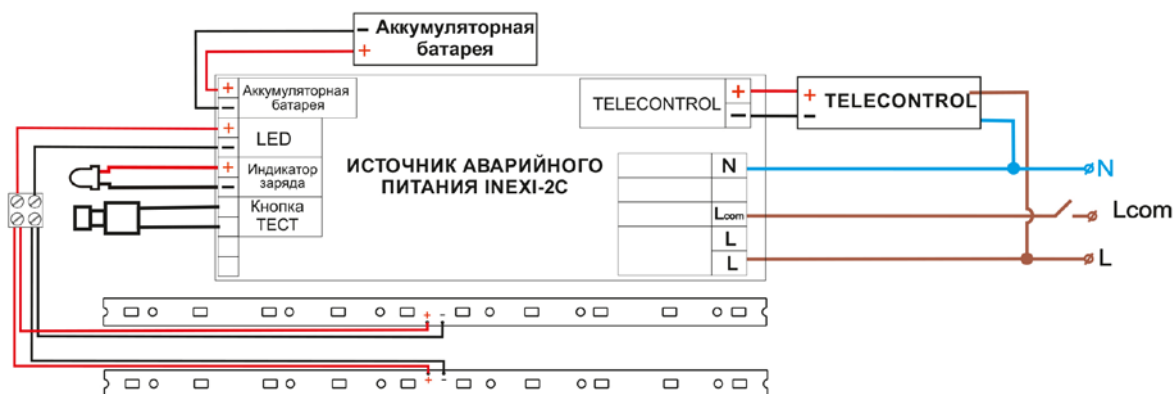 − Аккумуляторная
+ батарея
+ Аккумуляторная
− батарея
+ LED
−
+ Индикатор
− заряда
Кнопка
ТЕСТ
ИСТОЧНИК АВАРИЙНОГО
ПИТАНИЯ INEXI-2C
TELECONTROL +
−
+ TELECONTROL
−
N
Lcom
L
L
N
Lcom
L
+ −
+ −